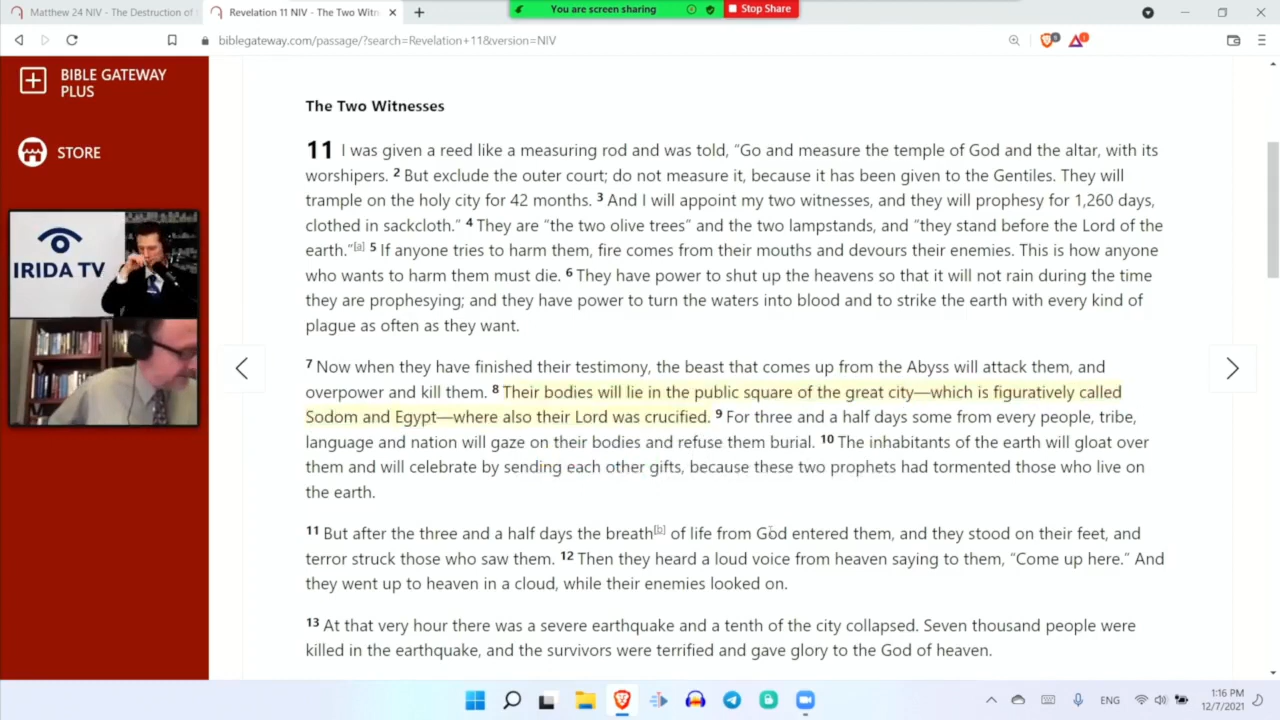 Matthew 24 NIV - The Destruction of
Revelation 11 NIV - The Two Witn
You are screen sharing
Stop Share
biblegateway.com/passage/?search=Revelation+11&version=NIV
BIBLE GATEWAY
PLUS
STORE
IRIDA TV
The Two Witnesses
11 I was given a reed like a measuring rod and was told, “Go and measure the temple of God and the altar, with its
worshipers. 2 But exclude the outer court; do not measure it, because it has been given to the Gentiles. They will
trample on the holy city for 42 months. 3 And I will appoint my two witnesses, and they will prophesy for 1,260 days,
clothed in sackcloth.” 4 They are “the two olive trees” and the two lampstands, and “they stand before the Lord of the
earth.”[a] 5 If anyone tries to harm them, fire comes from their mouths and devours their enemies. This is how anyone
who wants to harm them must die. 6 They have power to shut up the heavens so that it will not rain during the time
they are prophesying; and they have power to turn the waters into blood and to strike the earth with every kind of
plague as often as they want.
7 Now when they have finished their testimony, the beast that comes up from the Abyss will attack them, and
overpower and kill them. 8 Their bodies will lie in the public square of the great city—which is figuratively called
Sodom and Egypt—where also their Lord was crucified. 9 For three and a half days some from every people, tribe,
language and nation will gaze on their bodies and refuse them burial. 10 The inhabitants of the earth will gloat over
them and will celebrate by sending each other gifts, because these two prophets had tormented those who live on
the earth.
11 But after the three and a half days the breath[b] of life from God entered them, and they stood on their feet, and
terror struck those who saw them. 12 Then they heard a loud voice from heaven saying to them, “Come up here.” And
they went up to heaven in a cloud, while their enemies looked on.
13 At that very hour there was a severe earthquake and a tenth of the city collapsed. Seven thousand people were
killed in the earthquake, and the survivors were terrified and gave glory to the God of heaven.
ENG
1:16 PM
12/7/2021